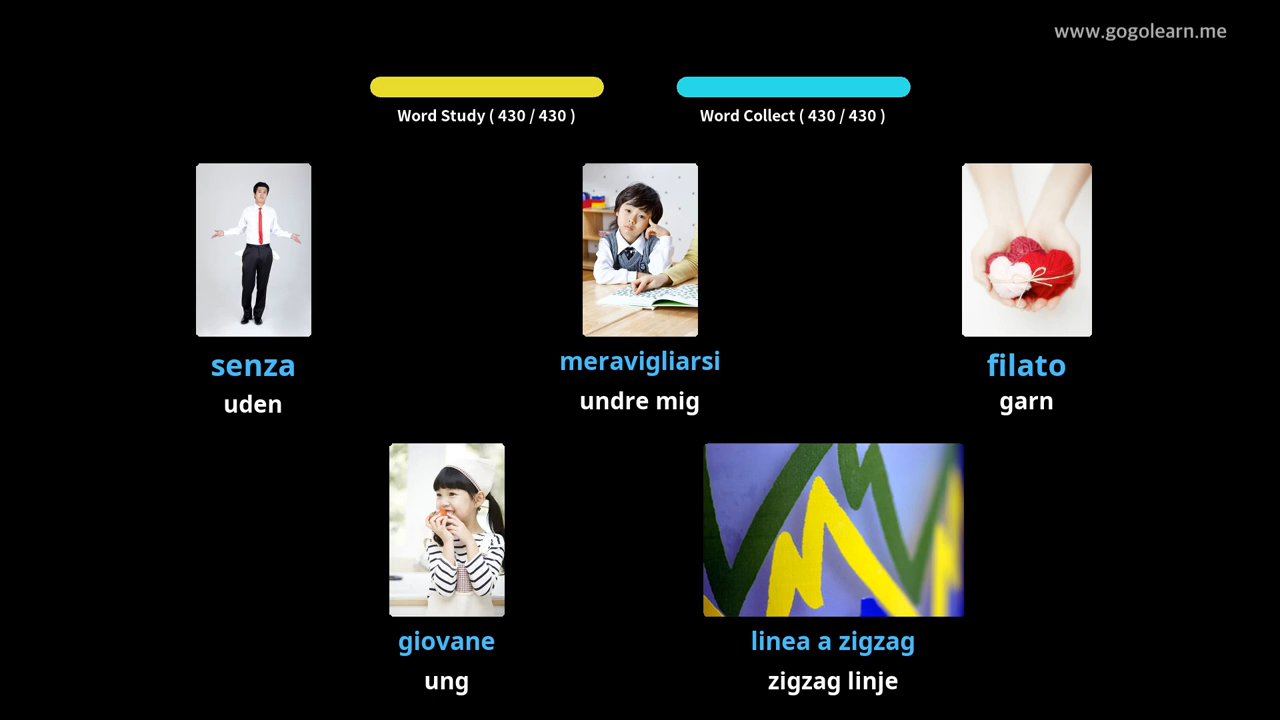 www.gogolearn.me
Word Study ( 430 / 430 )
Word Collect ( 430 / 430 )
senza
uden
meravigliarsi
undre mig
filato
garn
giovane
ung
linea a zigzag
zigzag linje